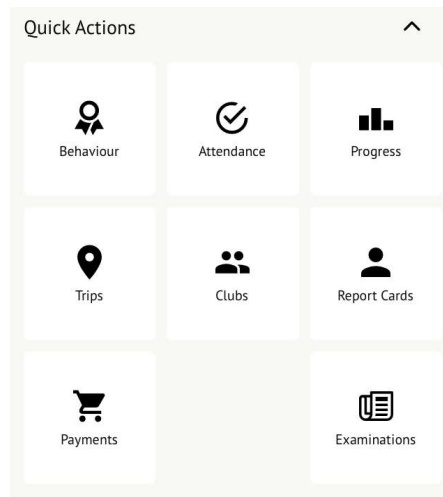 Quick Actions
Behaviour
Attendance
Progress
Trips
Clubs
Report Cards
Payments
Examinations